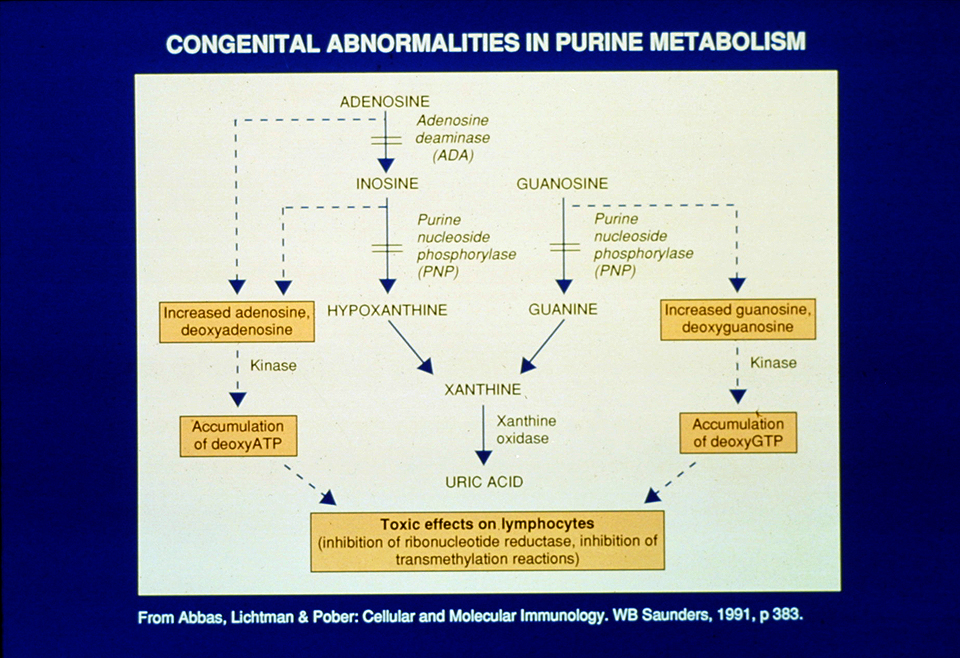 CONGENITAL ABNORMALITIES IN PURINE METABOLISM
ADENOSINE
Adenosine
deaminase
(ADA)
INOSINE
GUANOSINE
Purine
nucleoside
phosphorylase
(PNP)
Purine
nucleoside
phosphorylase
(PNP)
Increased adenosine,
deoxyadenosine
HYPOXANTHINE
GUANINE
Increased guanosine,
deoxyguanosine
Kinase
Kinase
XANTHINE
Accumulation
of deoxyATP
Xanthine
oxidase
Accumulation
of deoxyGTP
URIC ACID
Toxic effects on lymphocytes
(inhibition of ribonucleotide reductase, inhibition of
transmethylation reactions)
From Abbas, Lichtman & Pober: Cellular and Molecular Immunology. WB Saunders, 1991, p 383.